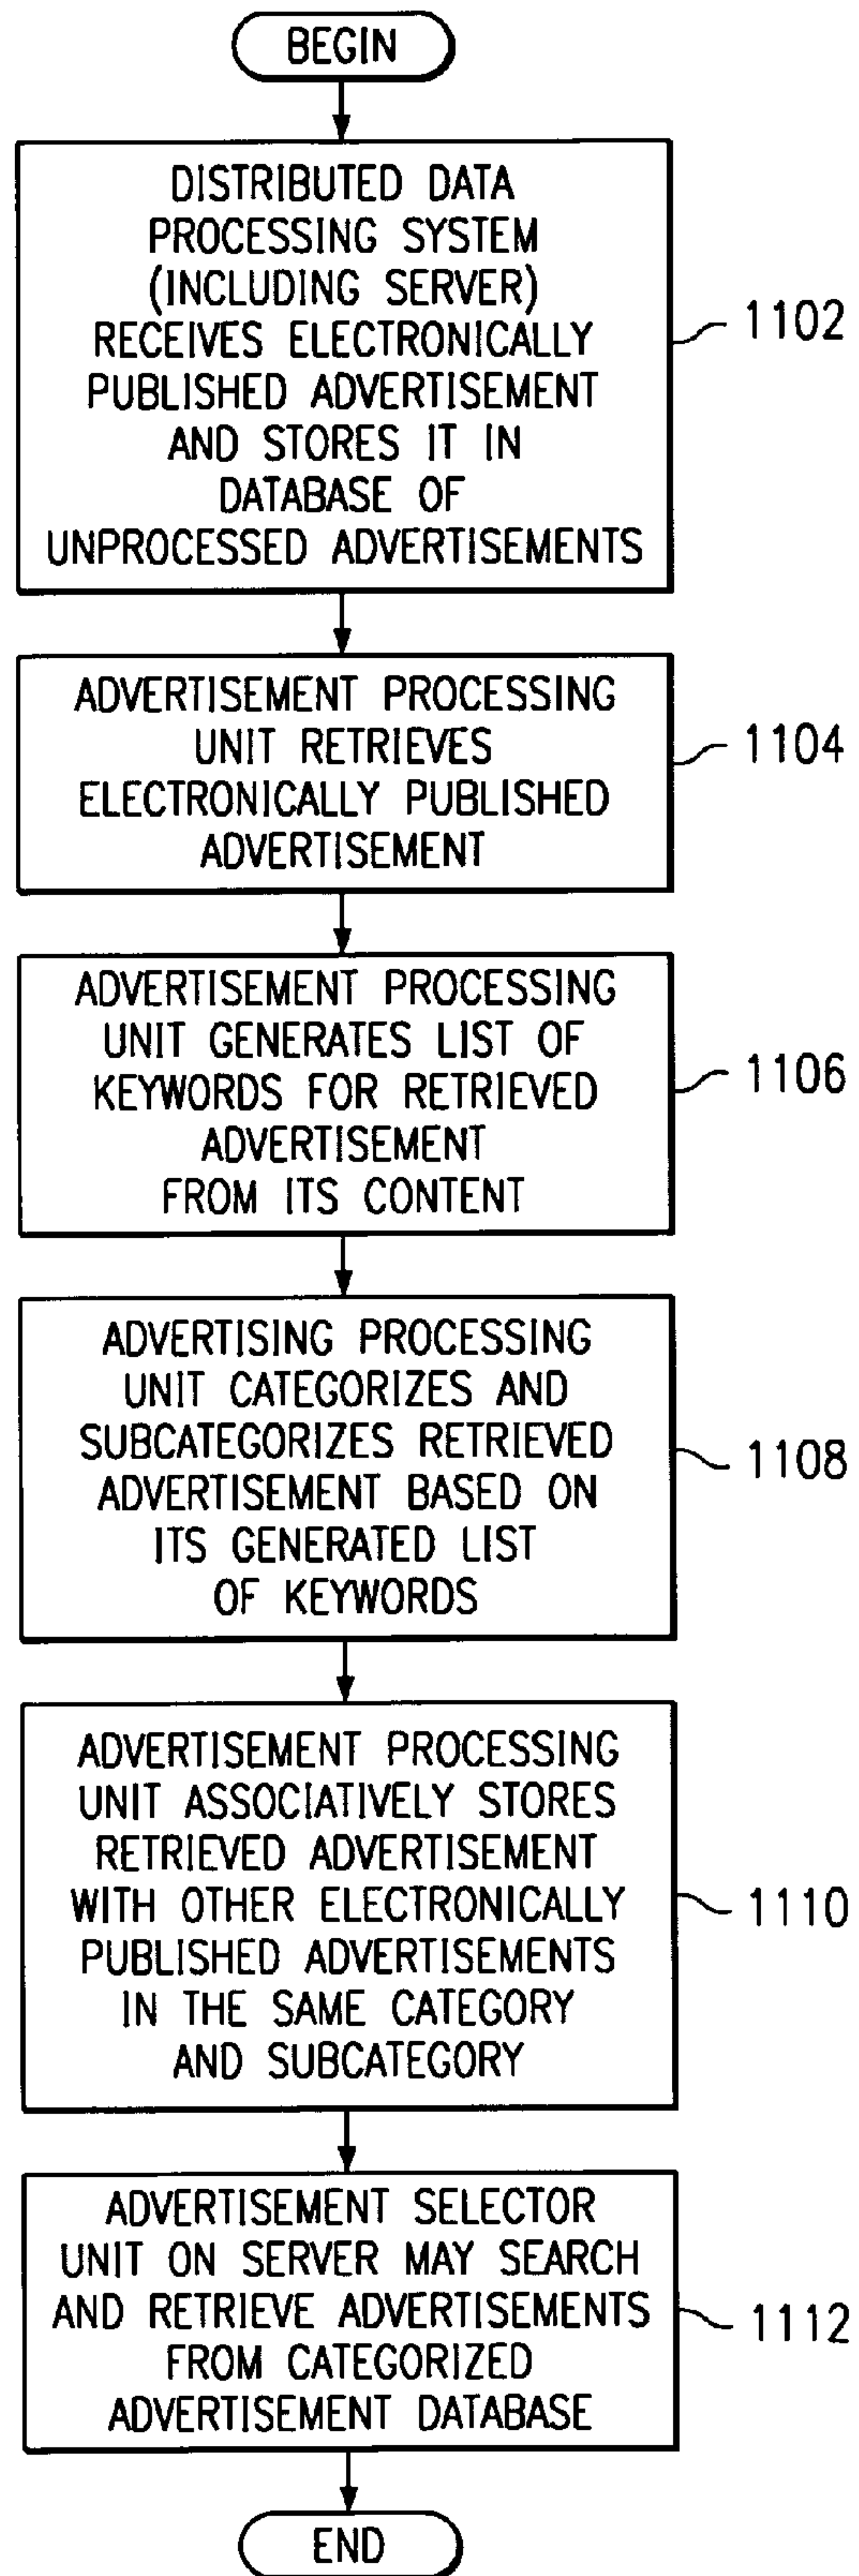 BEGIN
DISTRIBUTED DATA
PROCESSING SYSTEM
(INCLUDING SERVER)
RECEIVES ELECTRONICALLY
PUBLISHED ADVERTISEMENT
AND STORES IT IN
DATABASE OF
UNPROCESSED ADVERTISEMENTS
1102
ADVERTISEMENT PROCESSING
UNIT RETRIEVES
ELECTRONICALLY PUBLISHED
ADVERTISEMENT
1104
ADVERTISEMENT PROCESSING
UNIT GENERATES LIST OF
KEYWORDS FOR RETRIEVED
ADVERTISEMENT
FROM ITS CONTENT
1106
ADVERTISING PROCESSING
UNIT CATEGORIZES AND
SUBCATEGORIZES RETRIEVED
ADVERTISEMENT BASED ON
ITS GENERATED LIST
OF KEYWORDS
1108
ADVERTISEMENT PROCESSING
UNIT ASSOCIATIVELY STORES
RETRIEVED ADVERTISEMENT
WITH OTHER ELECTRONICALLY
PUBLISHED ADVERTISEMENTS
IN THE SAME CATEGORY
AND SUBCATEGORY
1110
ADVERTISEMENT SELECTOR
UNIT ON SERVER MAY SEARCH
AND RETRIEVE ADVERTISEMENTS
FROM CATEGORIZED
ADVERTISEMENT DATABASE
1112
END